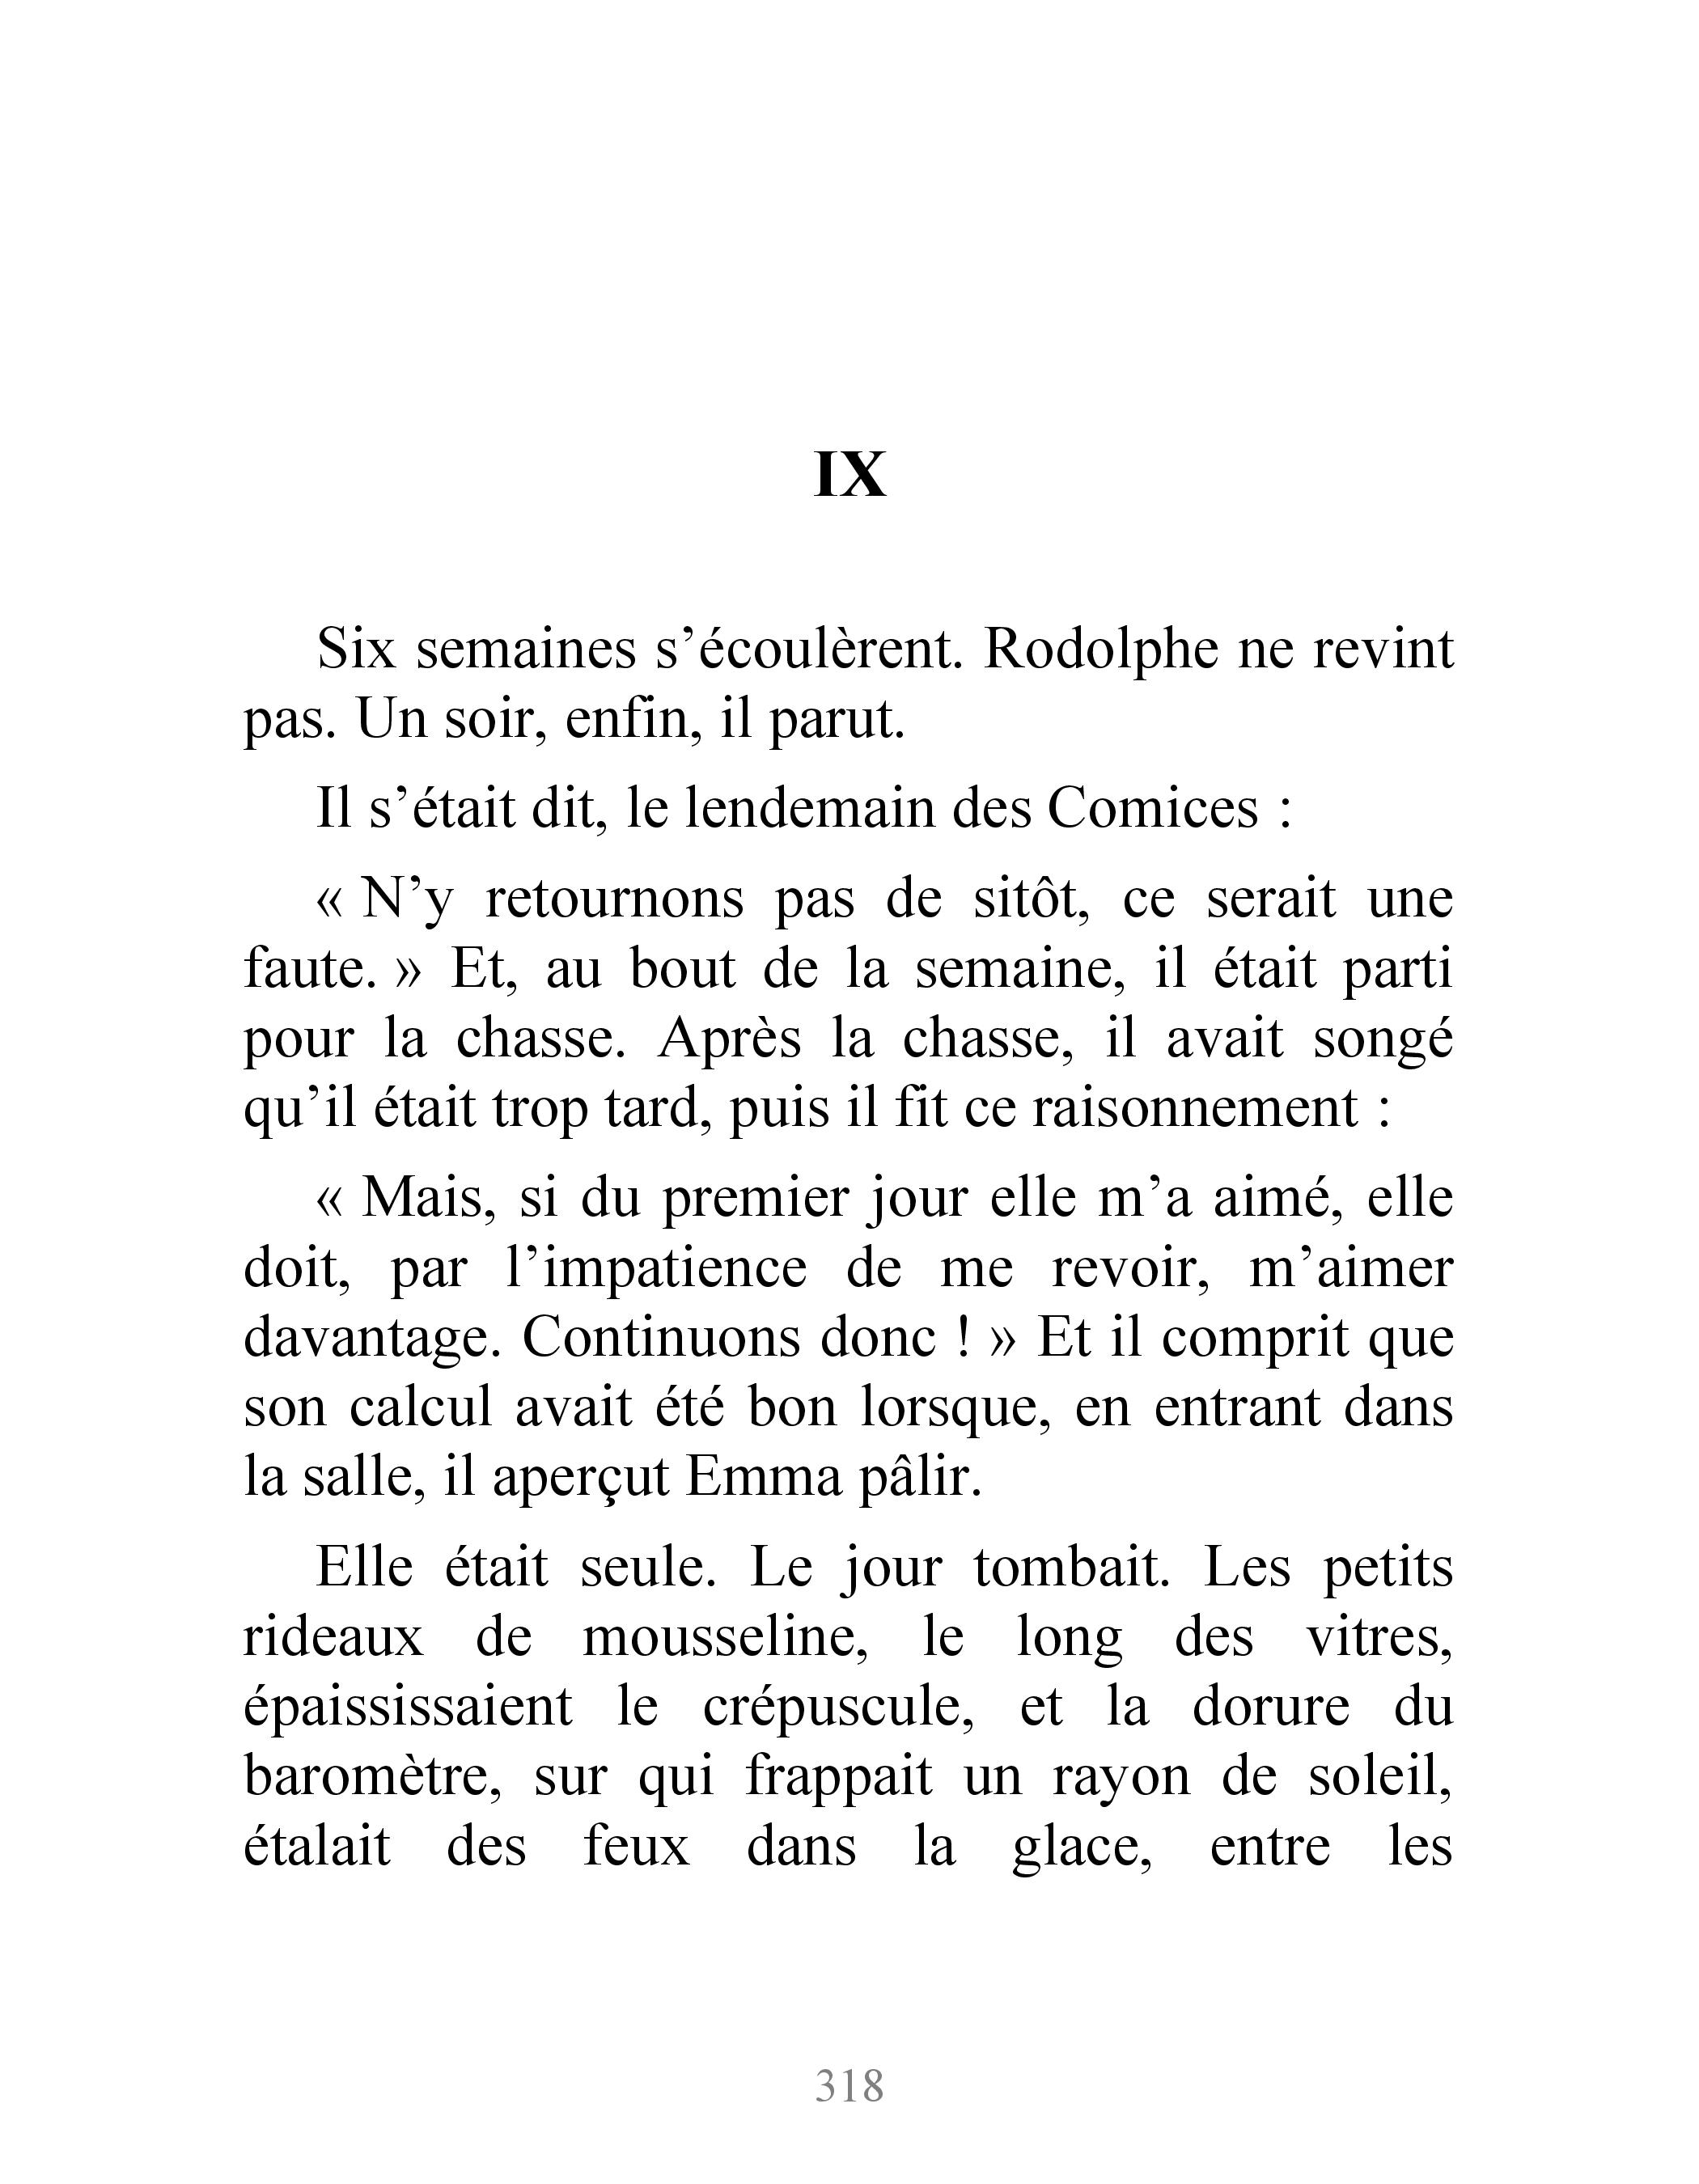 IX
Six semaines s’écoulèrent. Rodolphe ne revint
pas. Un soir, enfin, il parut.
Il s’était dit, le lendemain des Comices :
« N’y retournons pas de sitôt, ce serait une
faute. » Et, au bout de la semaine, il était parti
pour la chasse. Après la chasse, il avait songé
qu’il était trop tard, puis il fit ce raisonnement :
« Mais, si du premier jour elle m’a aimé, elle
doit, par l’impatience de me revoir, m’aimer
davantage. Continuons donc ! » Et il comprit que
son calcul avait été bon lorsque, en entrant dans
la salle, il aperçut Emma pâlir.
Elle était seule. Le jour tombait. Les petits
rideaux de mousseline, le long des vitres,
épaississaient le crépuscule, et la dorure du
baromètre, sur qui frappait un rayon de soleil,
étalait des feux dans la glace, entre les
318